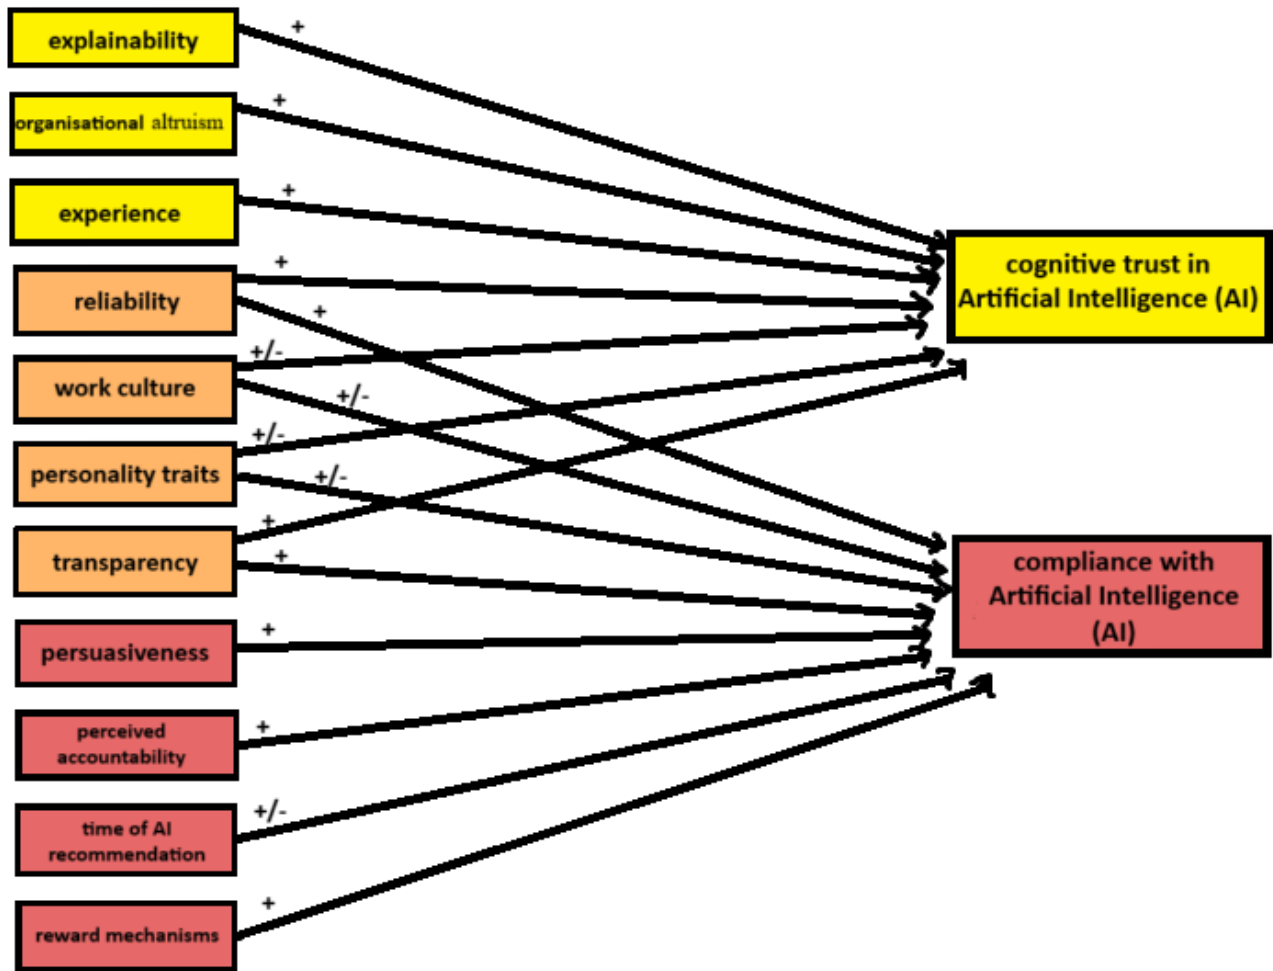 explainability
+
organisational altruism
+
experience
+
reliability
+
+
work culture
+/-
+/-
personality traits
+/-
+/-
transparency
+
+
persuasiveness
+
perceived
accountability
+
time of AI
recommendation
+/-
reward mechanisms
+
cognitive trust in
Artificial Intelligence (AI)
compliance with
Artificial Intelligence
(AI)